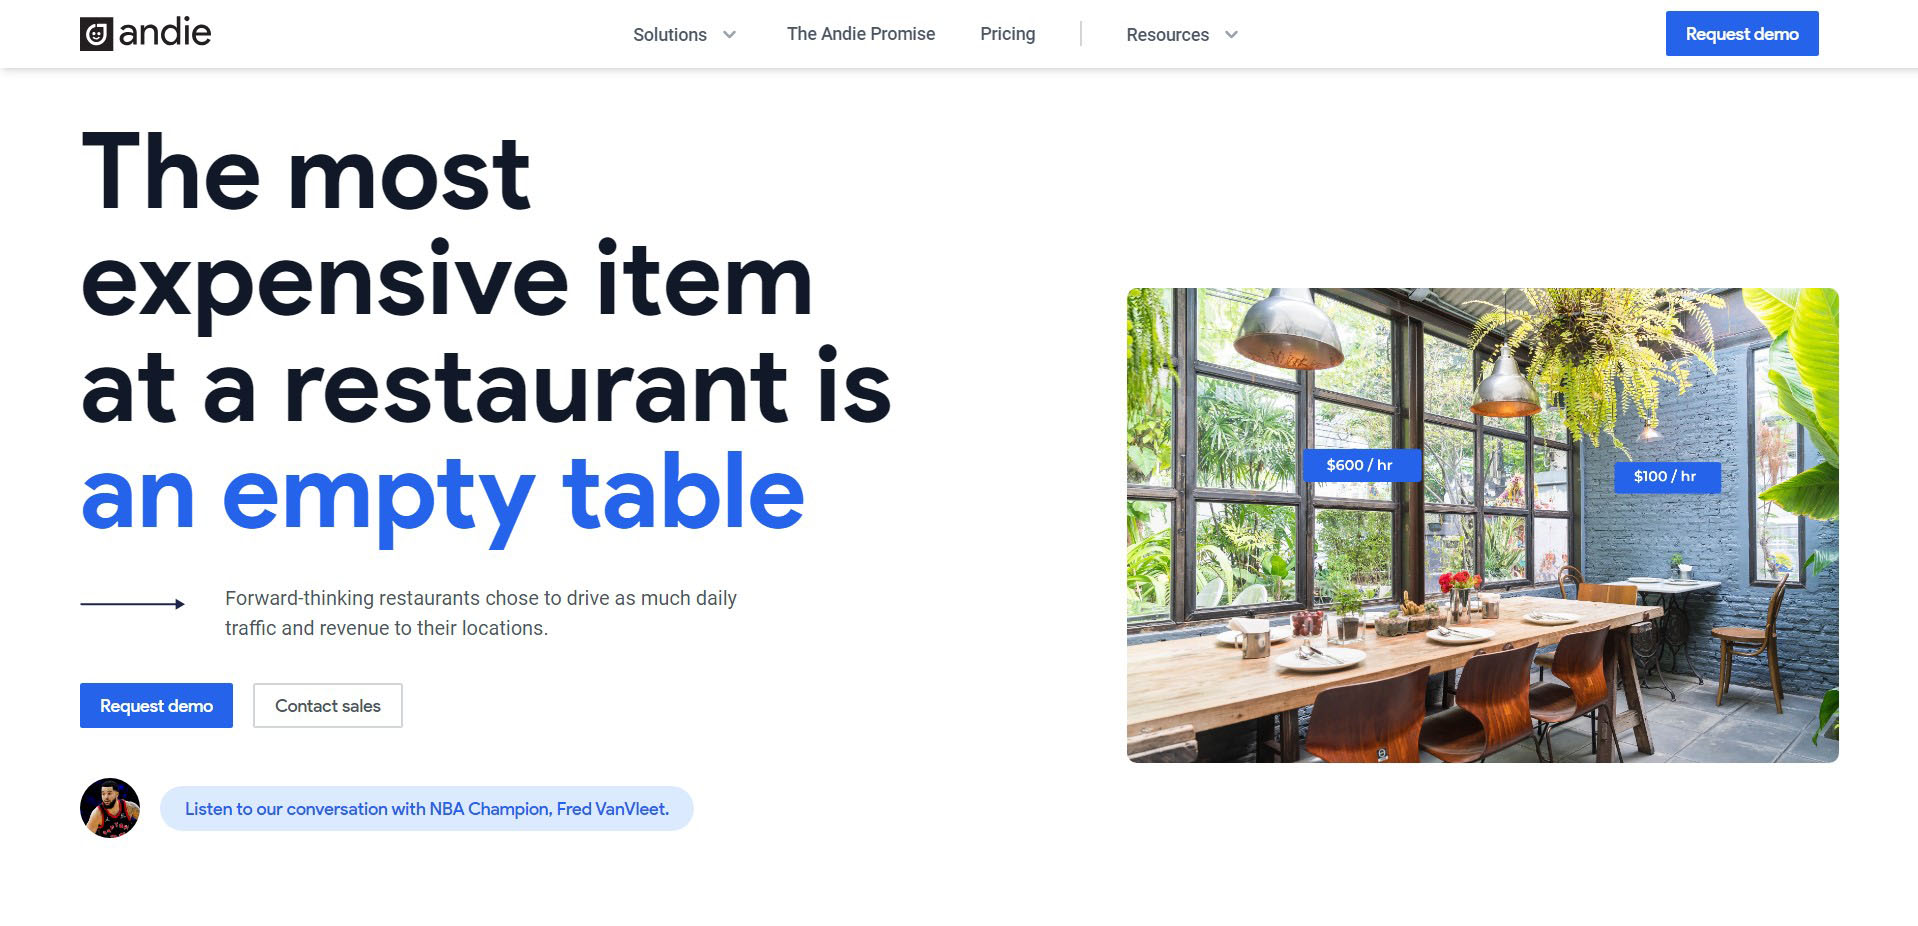 andie
Solutions
The Andie Promise
Pricing
Resources
Request demo
The most
expensive item
at a restaurant is
an empty table
Forward-thinking restaurants chose to drive as much daily
traffic and revenue to their locations.
Request demo
Contact sales
Listen to our conversation with NBA Champion, Fred VanVleet.
$600 / hr
$100 / hr